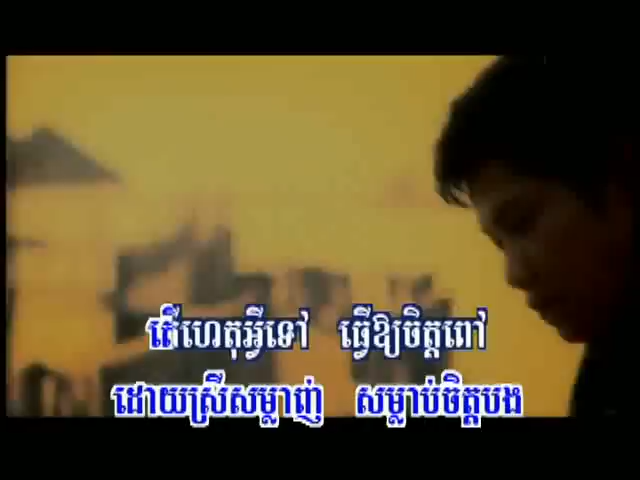 តើហេតុអ្វីទៅ ធ្វើឱ្យចិត្តពៅ
ដោយស្រីសម្លាញ់ សម្លាប់ចិត្តបង